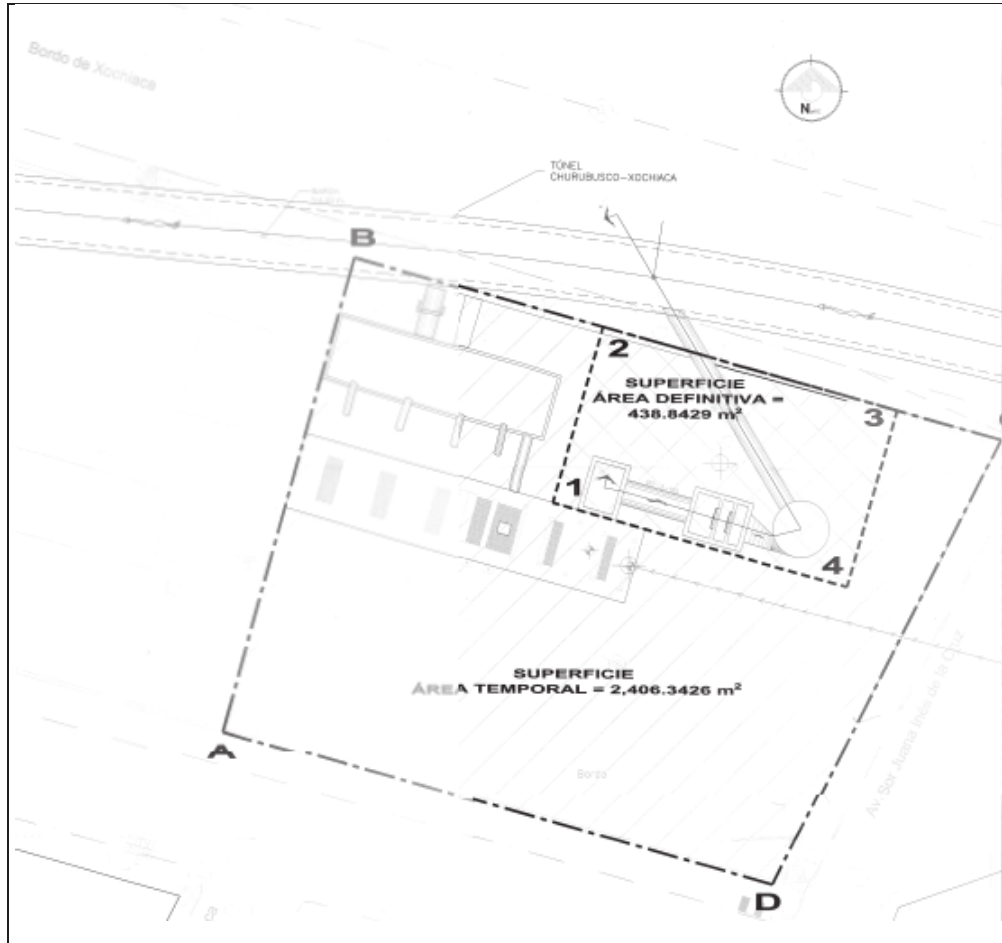 Bordo de Xochiaca
N
TÚNEL
CHURUBUSCO-XOCHIACA
B
2
SUPERFICIE
ÁREA DEFINITIVA =
438.8429 m²
3
C
1
4
SUPERFICIE
ÁREA TEMPORAL = 2,406.3426 m²
A
Av. Sor Juana Inés de la Cruz
D